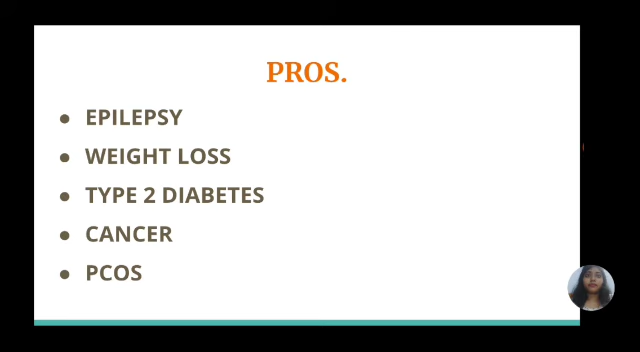 PROS.
● EPILEPSY
● WEIGHT LOSS
● TYPE 2 DIABETES
● CANCER
● PCOS